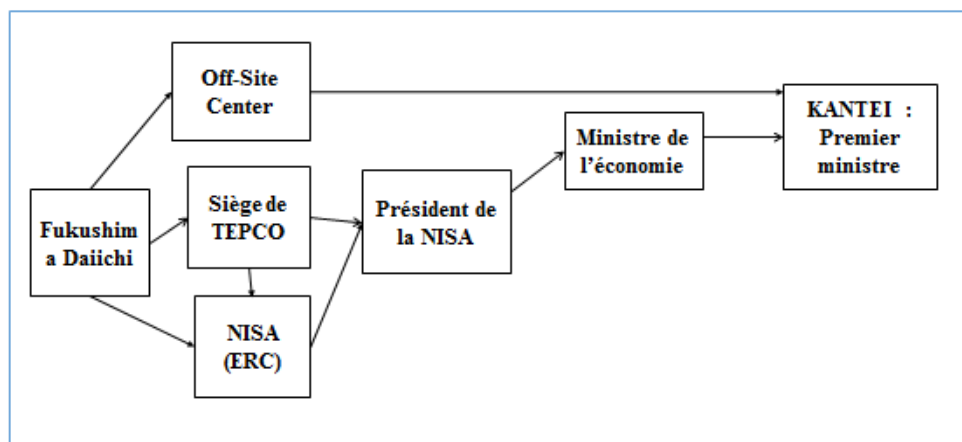 Off-Site
Center
KANTEI :
Premier
ministre
Ministre de
l'économie
Siège de
TEPCO
Président de
la NISA
Fukushim
a Daiichi
NISA
(ERC)